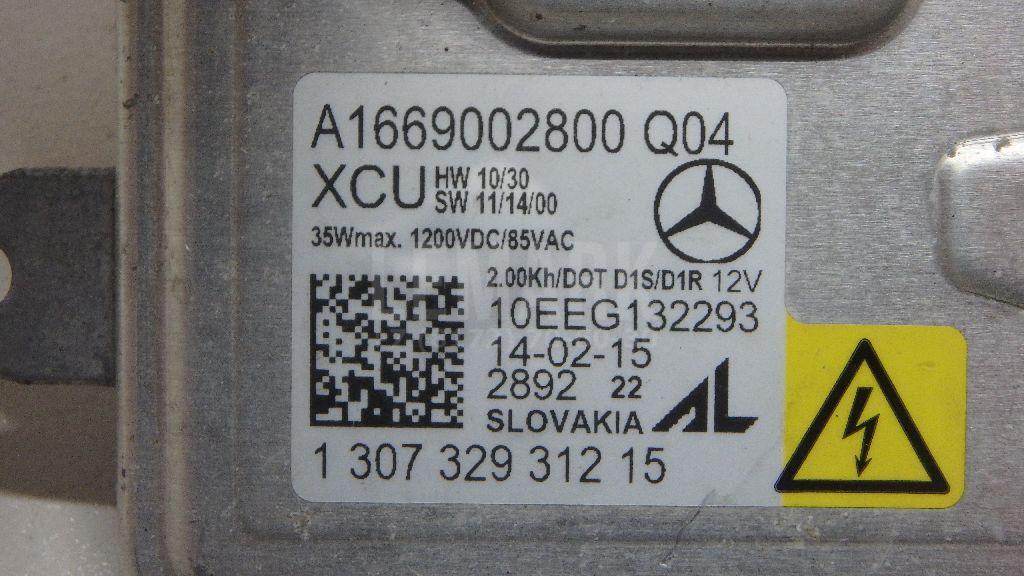 A1669002800 Q04
XCU HW 10/30
SW 11/14/00
35Wmax. 1200VDC/85VAC
2.00Kh/DOT D1S/D1R 12V
10EEG132293
14-02-15
2892 22
SLOVAKIA AL
1 307 329 312 15